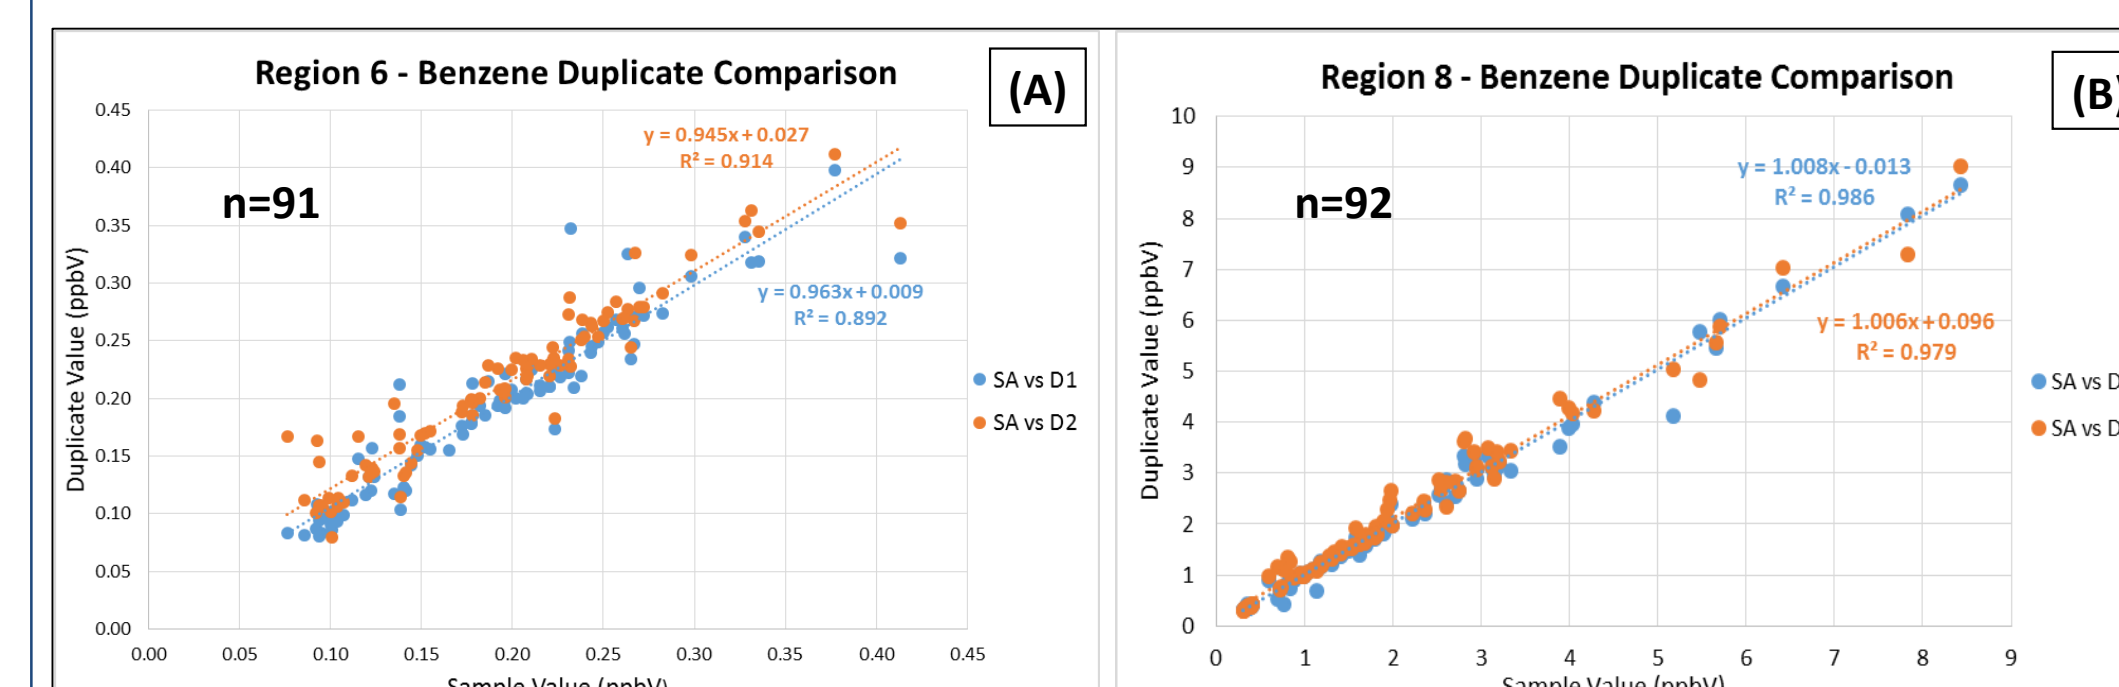 Region 6 - Benzene Duplicate Comparison
(A)
0.45
0.40
0.35
0.30
0.25
0.20
0.15
0.10
0.05
0.00
Duplicate Value (ppbV)
n=91
y = 0.945x+0.027
R² = 0.914
y = 0.963x+0.009
R² = 0.892
SA vs D1
SA vs D2
0.00 0.05 0.10 0.15 0.20 0.25 0.30 0.35 0.40 0.45
Sample Value (ppbV)
Region 8 - Benzene Duplicate Comparison
(B)
10
9
8
7
6
5
4
3
2
1
0
Duplicate Value (ppbV)
n=92
y = 1.008x - 0.013
R² = 0.986
y = 1.006x+0.096
R² = 0.979
SA vs D
SA vs D
0 1 2 3 4 5 6 7 8 9
Sample Value (ppbV)